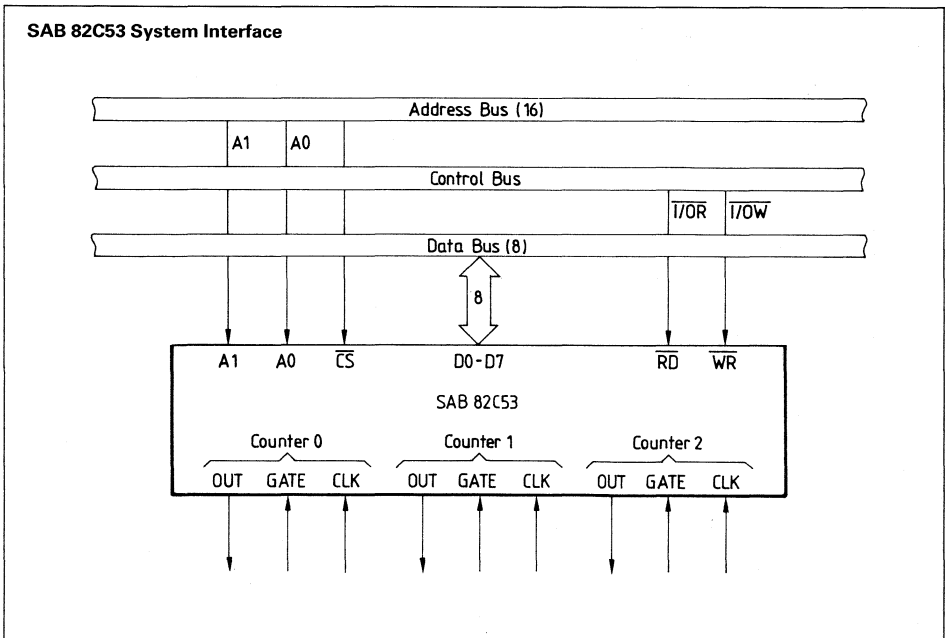 SAB 82C53 System Interface
Address Bus (16)
A1 A0
Control Bus
I/OR I/OW
Data Bus (8)
8
A1 A0 CS D0-D7 RD WR
SAB 82C53
Counter 0 Counter 1 Counter 2
OUT GATE CLK OUT GATE CLK OUT GATE CLK